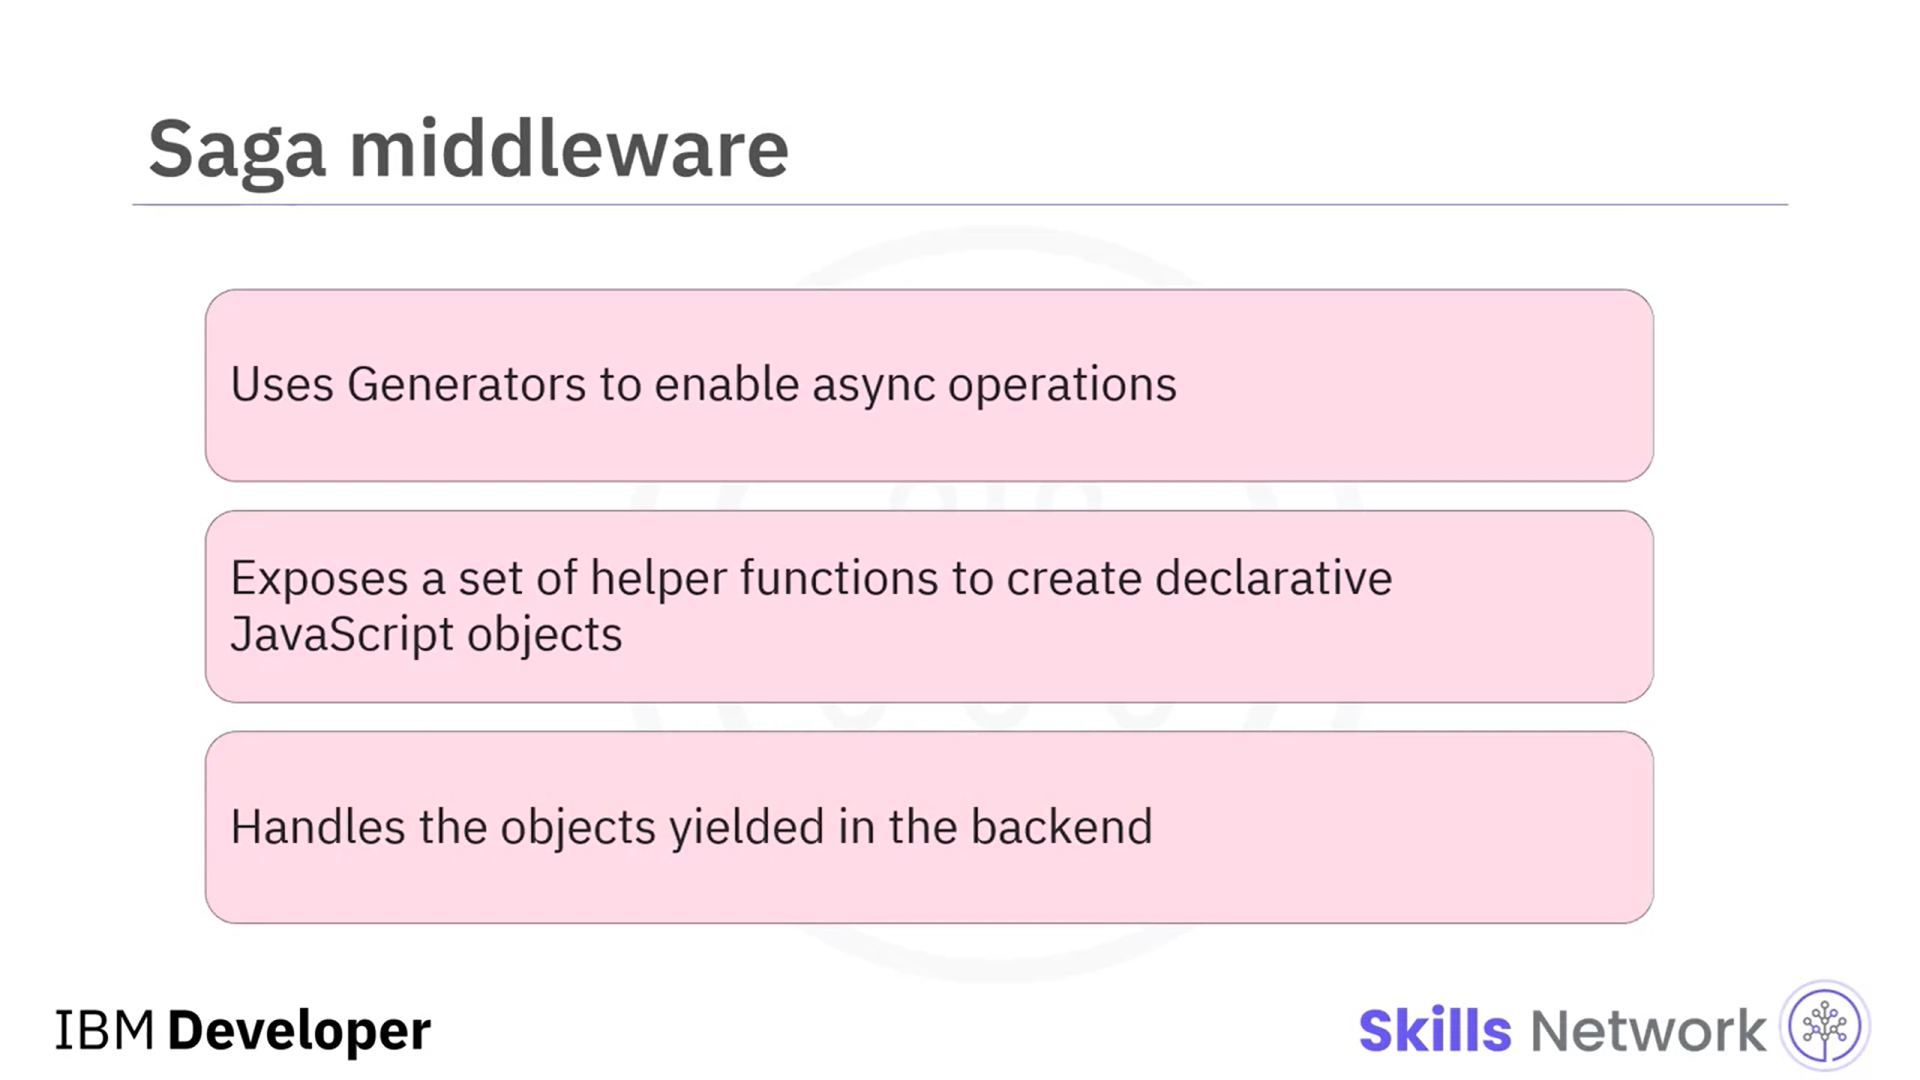 Saga middleware
Uses Generators to enable async operations
Exposes a set of helper functions to create declarative
JavaScript objects
Handles the objects yielded in the backend
IBM Developer
Skills Network